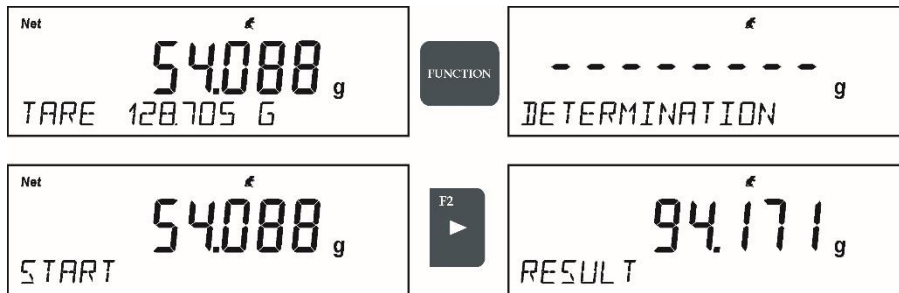 Net
54.088 g
TARE 128.705 G
FUNCTION
-------- g
DETERMINATION
Net
54.088 g
START
F2
94.171 g
RESULT